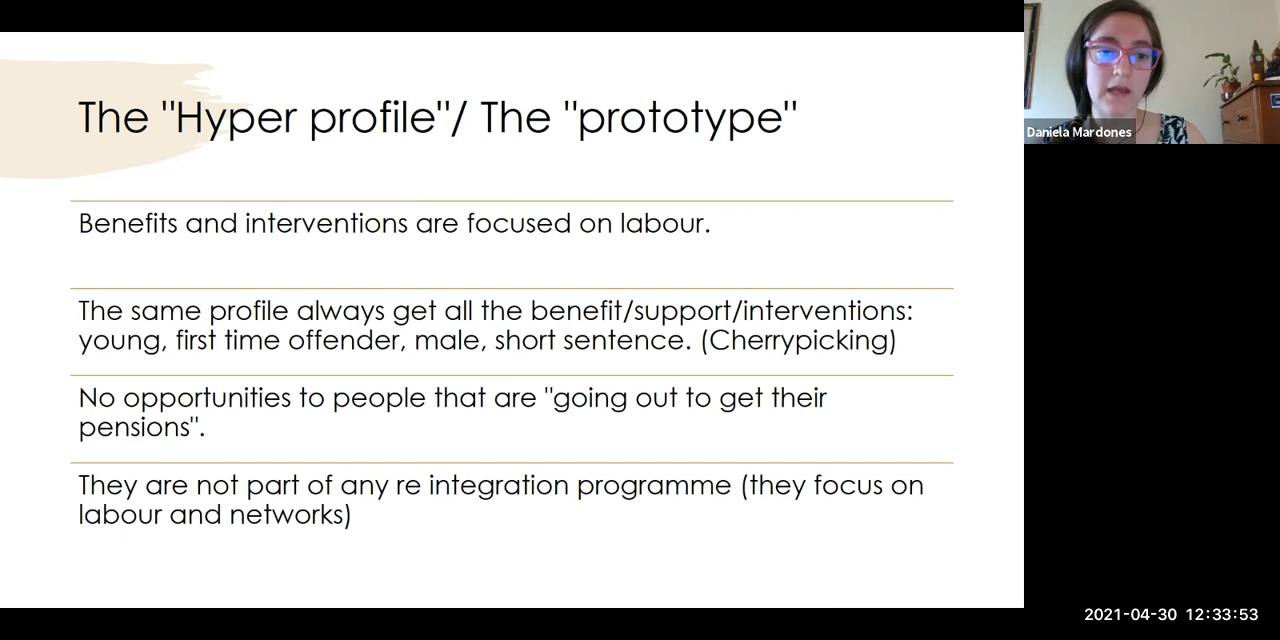 The "Hyper profile"/ The "prototype"
Benefits and interventions are focused on labour.
The same profile always get all the benefit/support/interventions:
young, first time offender, male, short sentence. (Cherrypicking)
No opportunities to people that are "going out to get their
pensions".
They are not part of any re integration programme (they focus on
labour and networks)
Daniela Mardones
2021-04-30 12:33:53